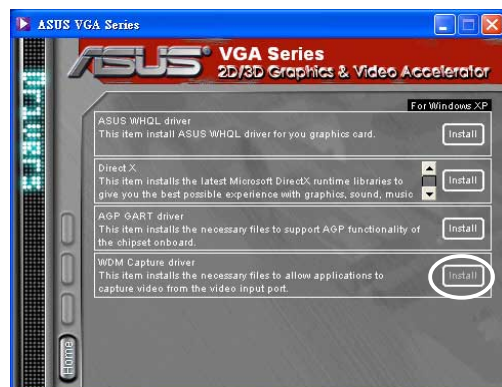 ASUS VGA Series
ASUS
VGA Series
2D/3D Graphics & Video Accelerator
For Windows XP
ASUS WHQL driver
This item install ASUS WHQL driver for you graphics card.
Install
Direct X
This item installs the latest Microsoft DirectX runtime libraries to
give you the best possible experience with graphics, sound, music
Install
AGP GART driver
This item installs the necessary files to support AGP functionality of
the chipset onboard.
Install
WDM Capture driver
This item installs the necessary files to allow applications to
capture video from the video input port.
Install
Home